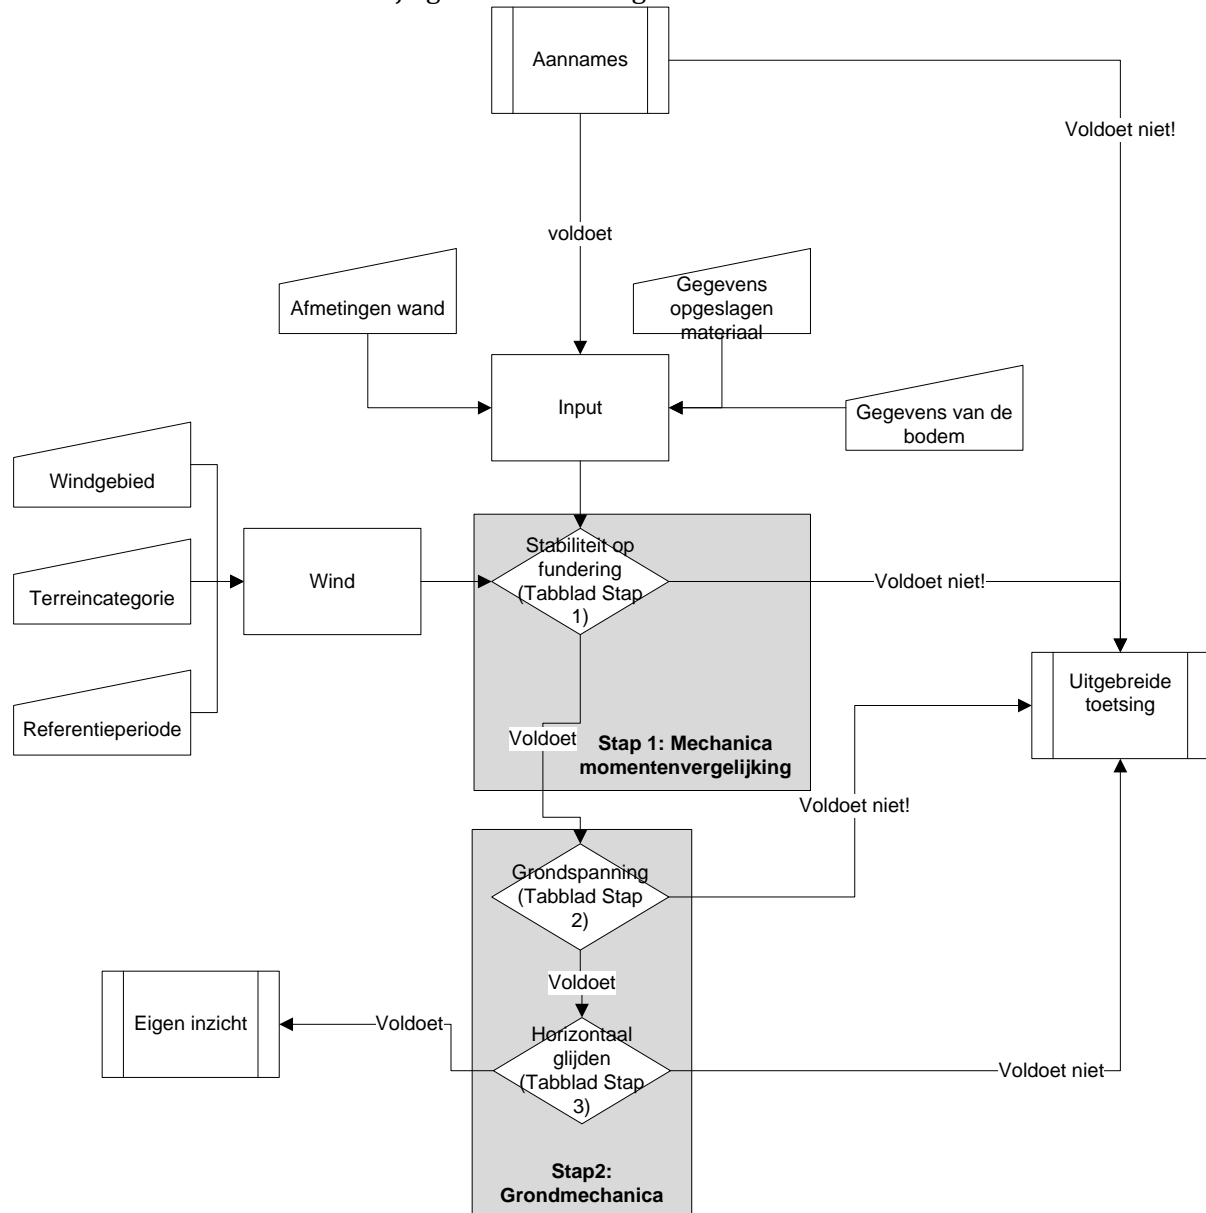 Aannames
Voldoet niet!
voldoet
Afmetingen wand
Gegevens
opgeslagen
materiaal
Input
Gegevens van de
bodem
Windgebied
Terreincategorie
Referentieperiode
Wind
Stabiliteit op
fundering
(Tabblad Stap
1)
Voldoet niet!
Uitgebreide
toetsing
Voldoet
Stap 1: Mechanica
momentenvergelijking
Voldoet niet!
Grondspanning
(Tabblad Stap
2)
Voldoet
Eigen inzicht
Voldoet
Horizontaal
glijden
(Tabblad Stap
3)
Voldoet niet
Stap2:
Grondmechanica